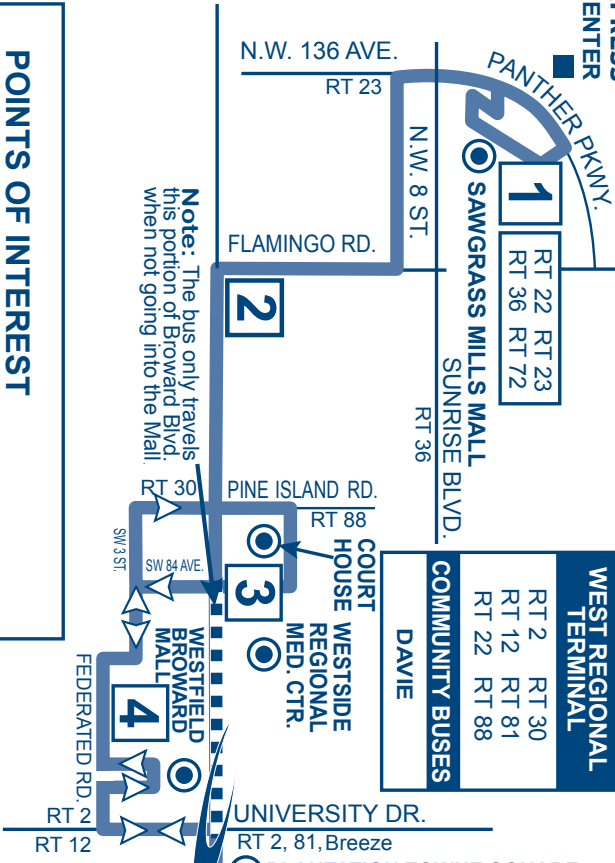 PRESS
ENTER
N.W. 136 AVE.
RT 23
PANTHER PKWY.
N.W. 8 ST.
1
SAWGRASS MILLS MALL
RT 22 RT 23
RT 36 RT 72
SUNRISE BLVD.
RT 36
FLAMINGO RD.
2
Note: The bus only travels
this portion of Broward Blvd.
when not going into the Mall.
POINTS OF INTEREST
RT 30
PINE ISLAND RD.
RT 88
SW 3 ST.
SW 84 AVE.
COURT
HOUSE
3
WESTSIDE
REGIONAL
MED. CTR.
WEST REGIONAL
TERMINAL
RT 2 RT 30
RT 12 RT 81
RT 22 RT 88
COMMUNITY BUSES
DAVIE
WESTFIELD
BROWARD
MALL
4
FEDERATED RD.
RT 2
RT 12
UNIVERSITY DR.
RT 2, 81, Breeze